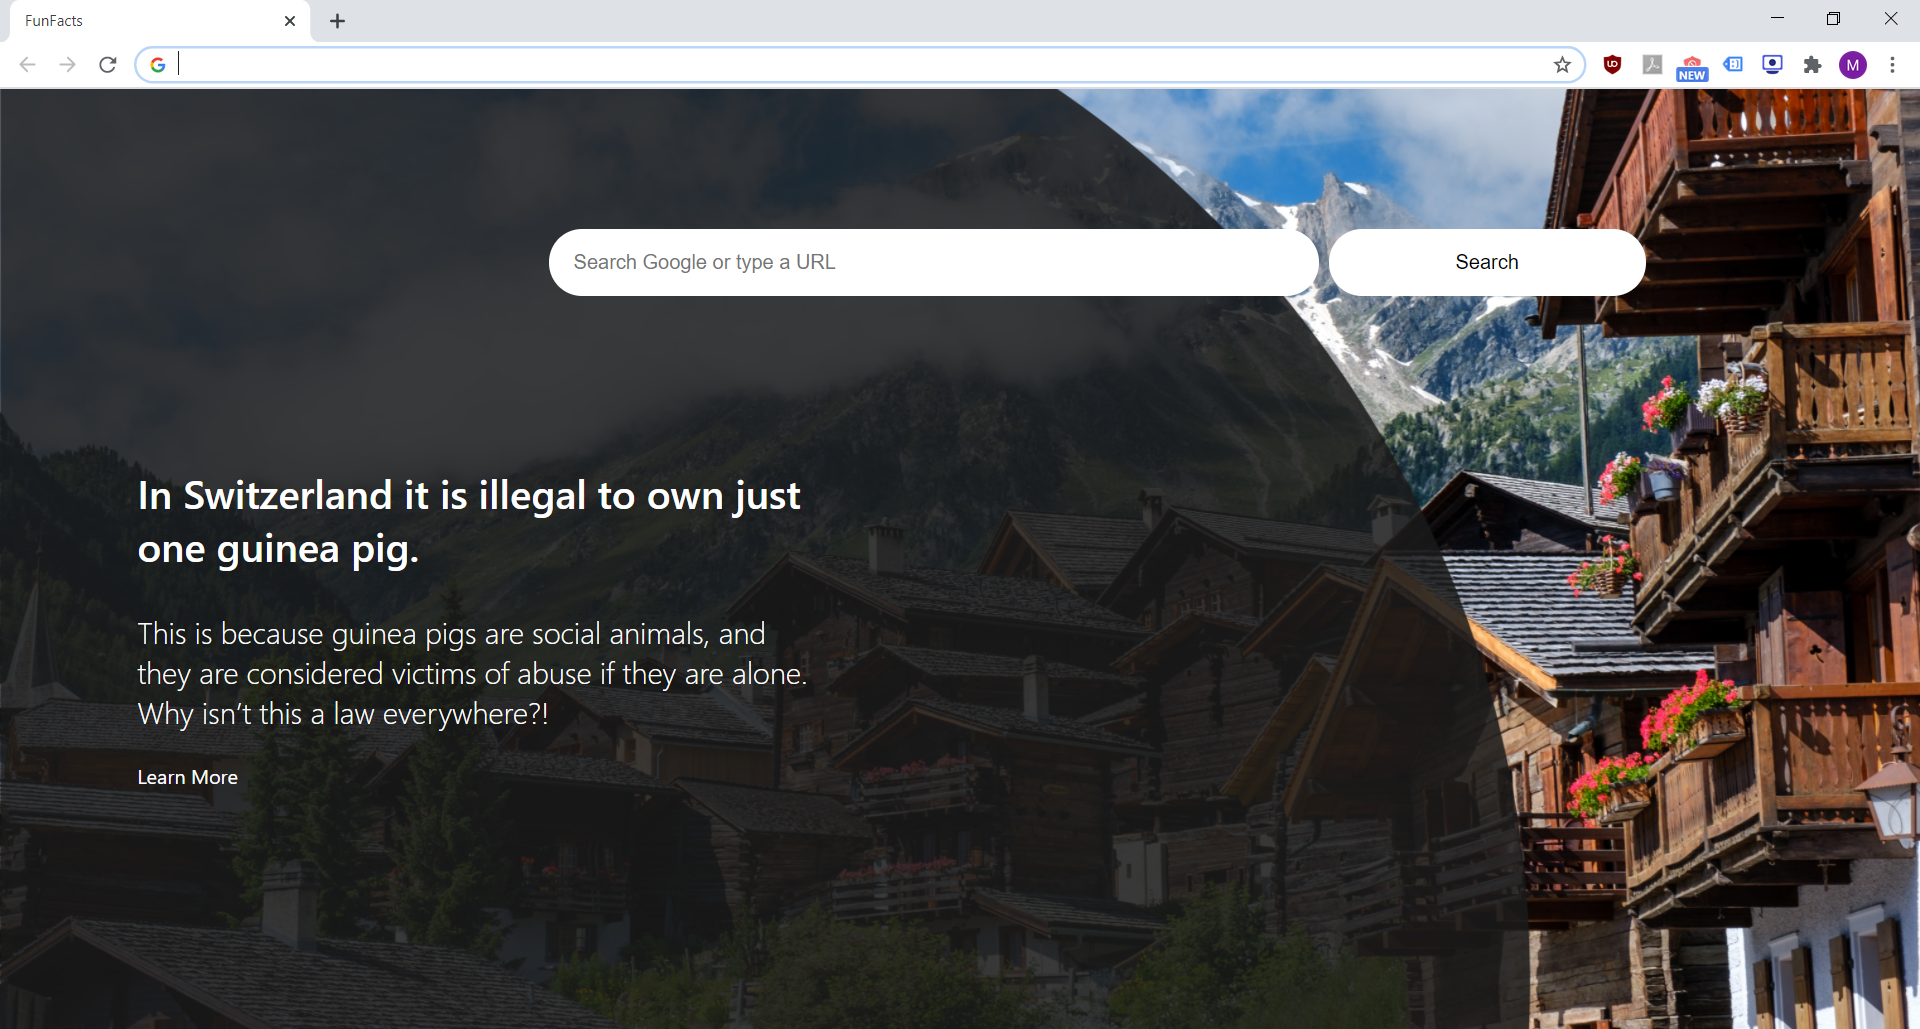 FunFacts
NEW
M
Search Google or type a URL
Search
In Switzerland it is illegal to own just
one guinea pig.
This is because guinea pigs are social animals, and
they are considered victims of abuse if they are alone.
Why isn’t this a law everywhere?!
Learn More